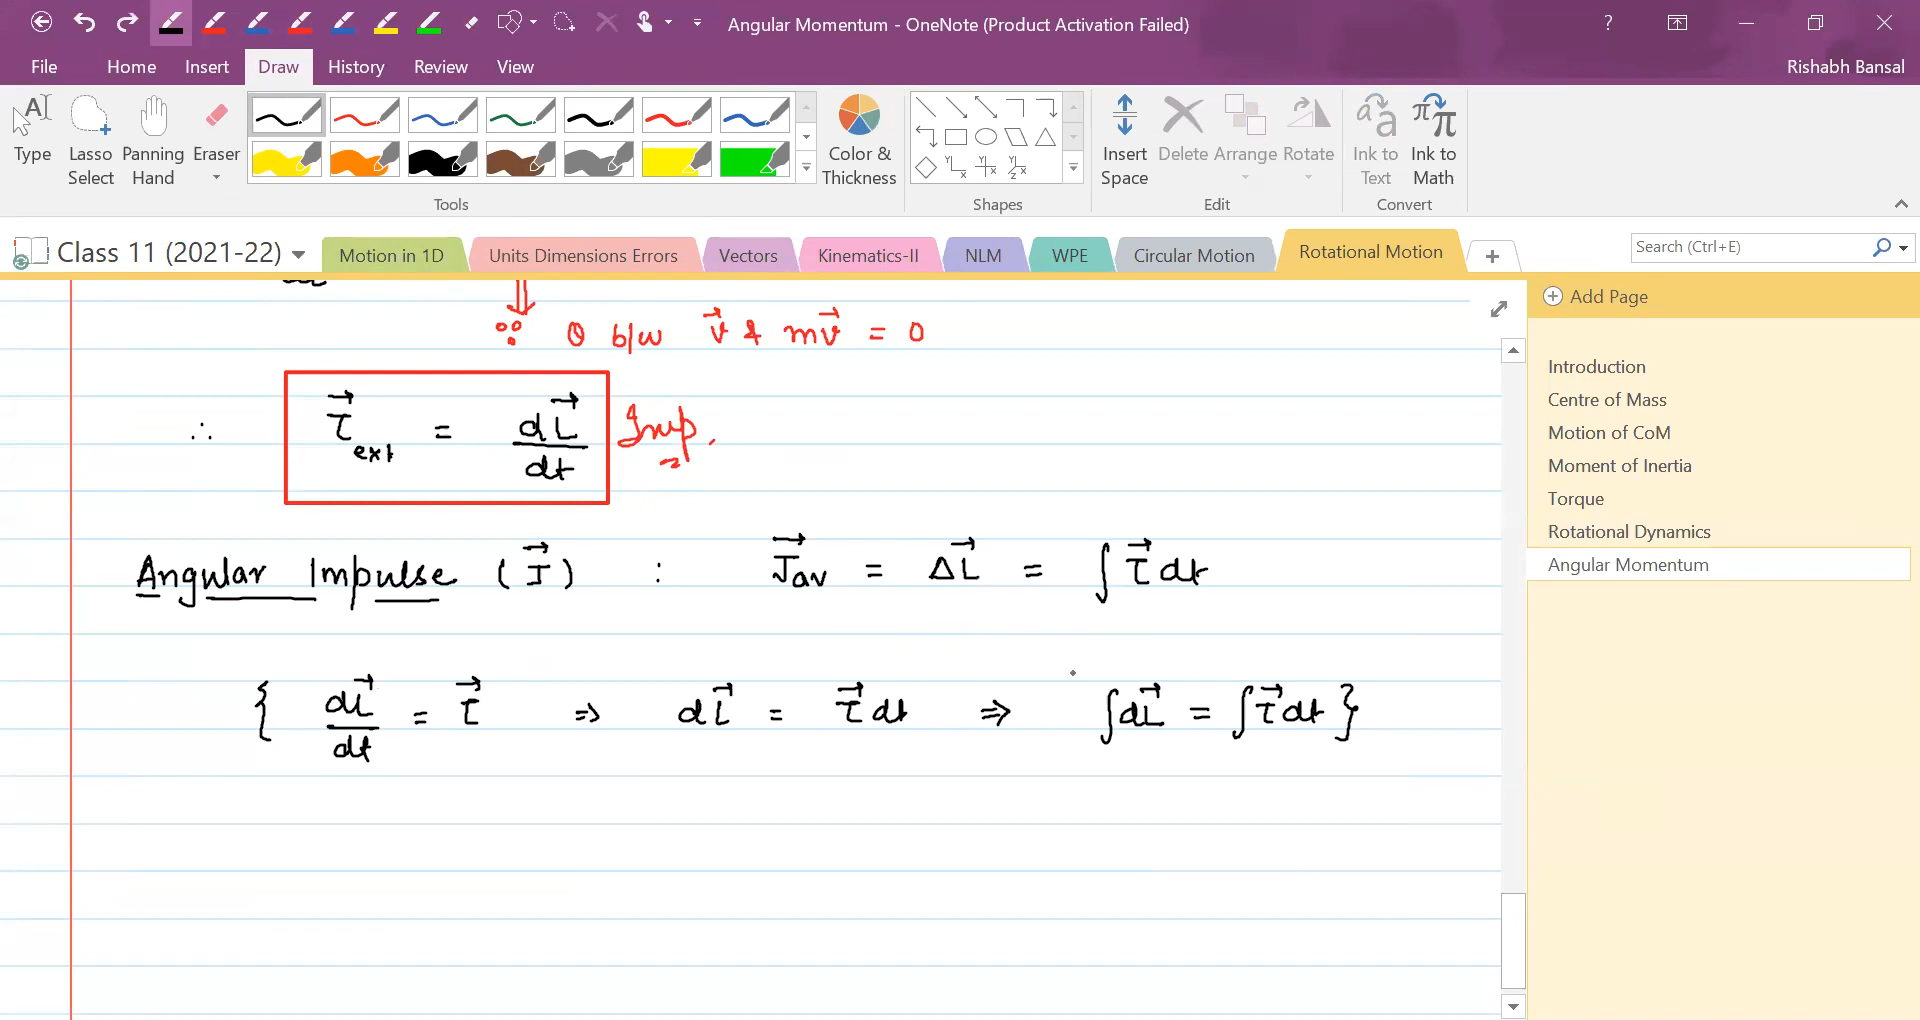 Angular Momentum - OneNote (Product Activation Failed)
?
File Home Insert Draw History Review View
Rishabh Bansal
Type
Lasso Select
Panning Hand
Eraser
Color & Thickness
Insert Space
Delete
Arrange
Rotate
Ink to Text
Ink to Math
Tools
Shapes
Edit
Convert
Class 11 (2021-22)
Motion in 1D
Units Dimensions Errors
Vectors
Kinematics-II
NLM
WPE
Circular Motion
Rotational Motion
Search (Ctrl+E)
Add Page
Introduction
Centre of Mass
Motion of CoM
Moment of Inertia
Torque
Rotational Dynamics
Angular Momentum
⇓
∵ θ b/w v⃗ & mv⃗ = 0
∴ τ⃗ext = dL⃗/dt Imp.
Angular Impulse (J⃗) : J⃗av = ΔL⃗ = ∫ τ⃗ dt
{ dL⃗/dt = τ⃗ ⇒ dL⃗ = τ⃗ dt ⇒ ∫dL⃗ = ∫τ⃗ dt }